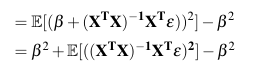 = 𝔼[(β + (XᵀX)⁻¹Xᵀε))²] − β²
= β² + 𝔼[((XᵀX)⁻¹Xᵀε)²] − β²